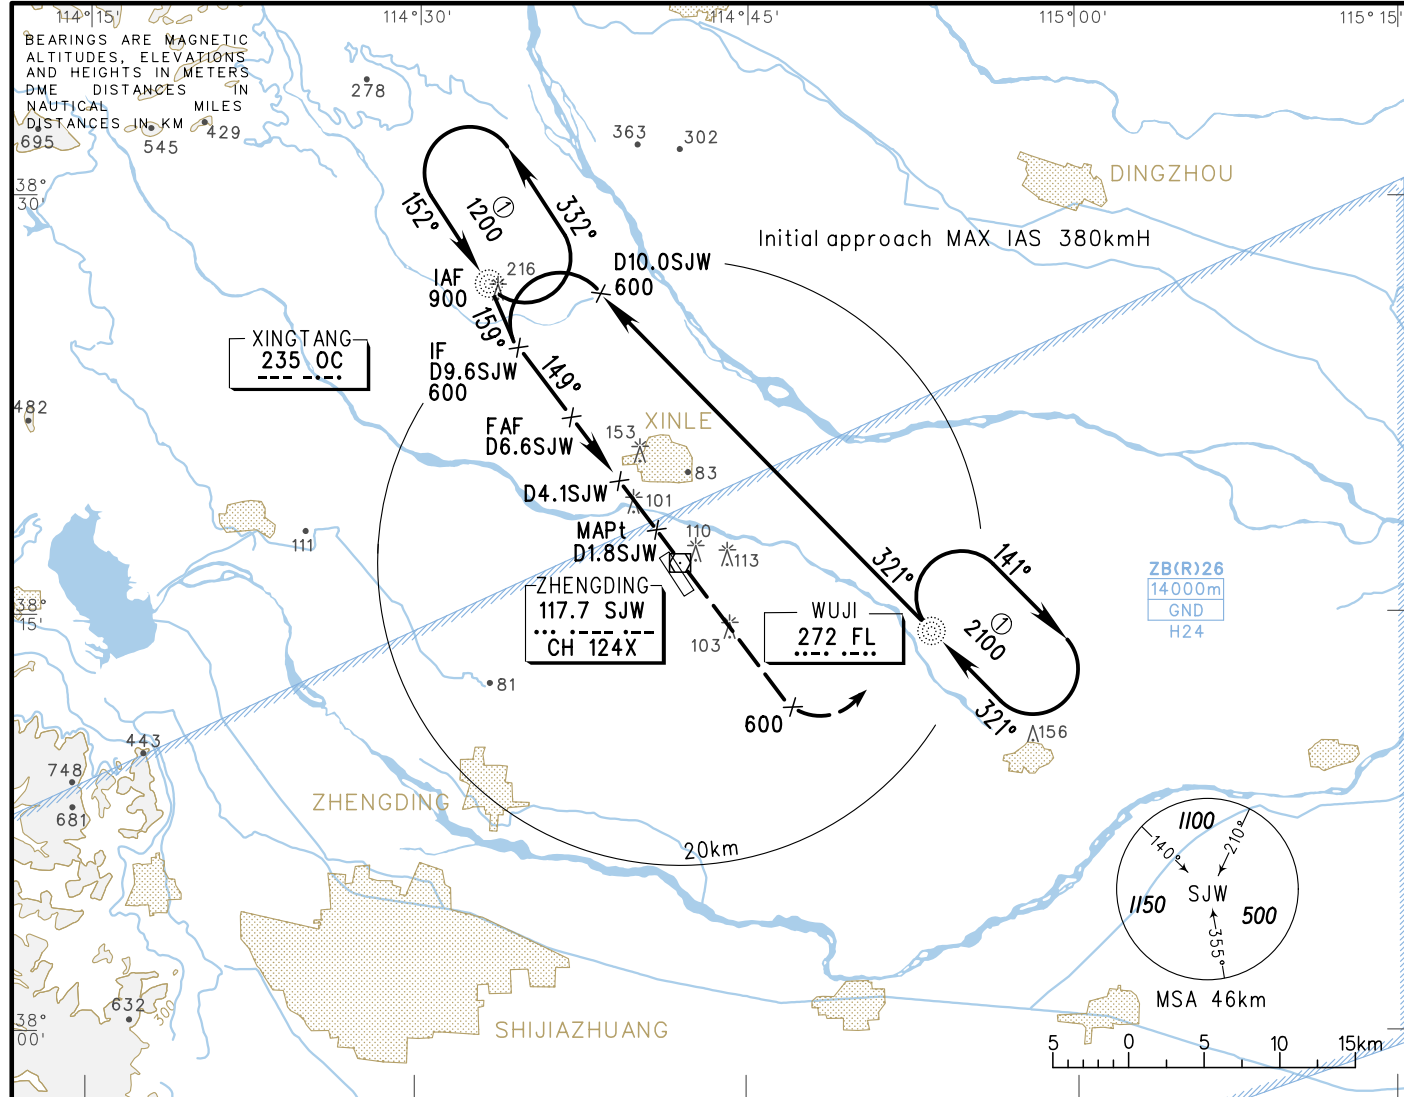 114°15'
114°30'
114°45'
115°00'
115°15'
BEARINGS ARE MAGNETIC
ALTITUDES, ELEVATIONS
AND HEIGHTS IN METERS
DME DISTANCES IN
NAUTICAL MILES
DISTANCES IN KM
695
545
429
278
363
302
DINGZHOU
38°
30'
152°
1200
1
332°
Initial approach MAX IAS 380kmH
D10.0SJW
600
216
IAF
900
159°
XINGTANG
235 OC
--- -.-.
IF
D9.6SJW
600
149°
482
FAF
D6.6SJW
XINLE
153
83
D4.1SJW
101
111
MAPt
D1.8SJW
110
113
321°
141°
ZB(R)26
14000m
GND
H24
ZHENGDING
117.7 SJW
... .--- .--
CH 124X
38°
15'
WUJI
272 FL
..-. .-..
2100
1
103
81
600
321°
156
443
748
681
ZHENGDING
20km
1100
140°
210°
SJW
1150
500
355°
MSA 46km
632
300
SHIJIAZHUANG
38°
00'
5 0 5 10 15km